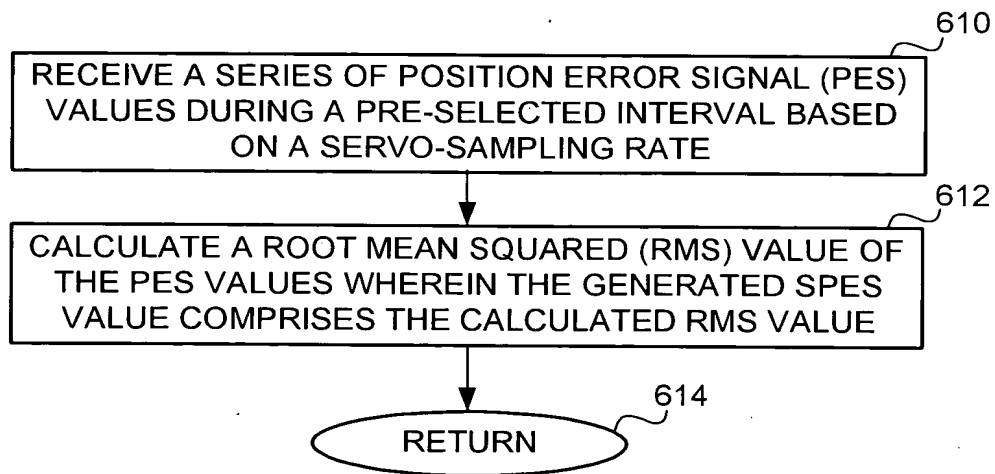 610
RECEIVE A SERIES OF POSITION ERROR SIGNAL (PES)
VALUES DURING A PRE-SELECTED INTERVAL BASED
ON A SERVO-SAMPLING RATE
612
CALCULATE A ROOT MEAN SQUARED (RMS) VALUE OF
THE PES VALUES WHEREIN THE GENERATED SPES
VALUE COMPRISES THE CALCULATED RMS VALUE
614
RETURN